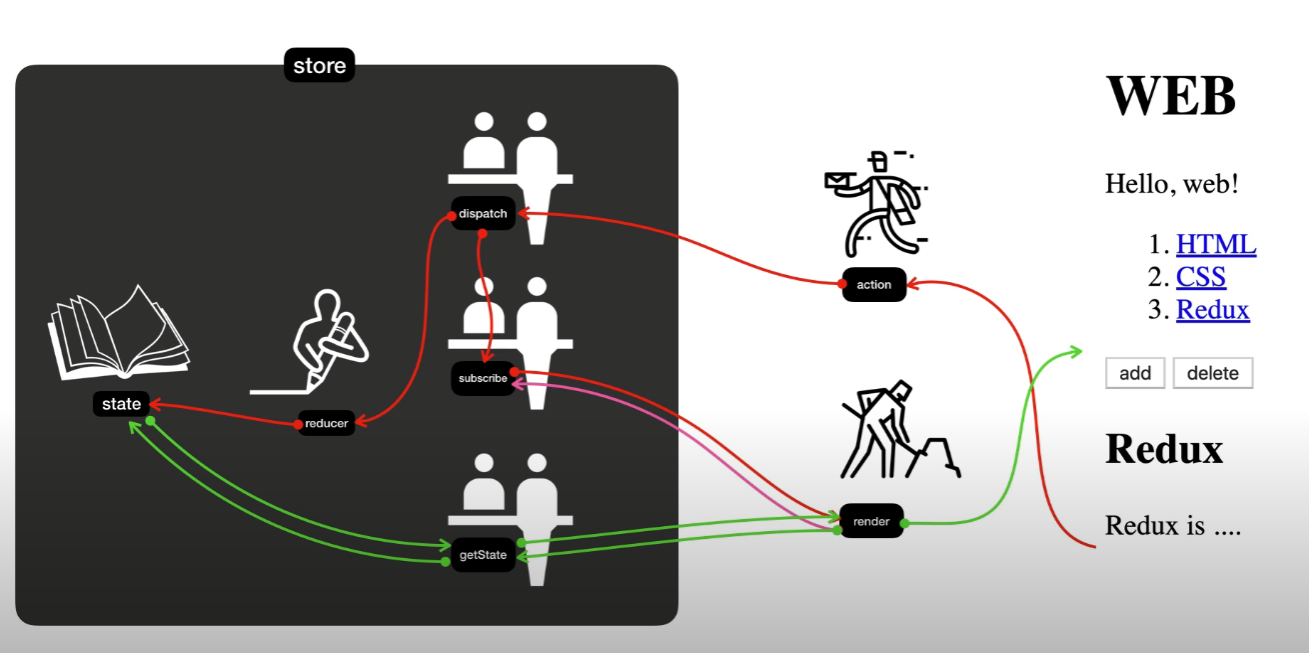 store
dispatch
subscribe
state
reducer
getState
action
render
WEB
Hello, web!
1. HTML
2. CSS
3. Redux
add delete
Redux
Redux is ....